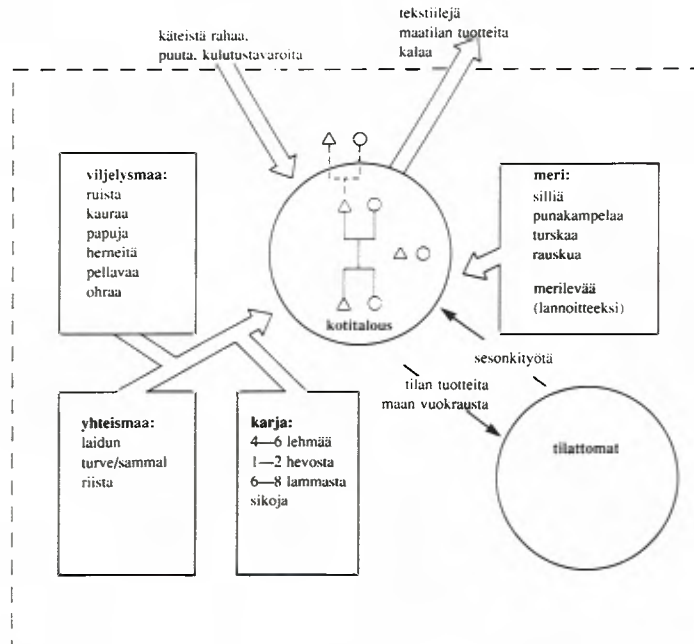 käteistä rahaa,
puuta, kulutustavaroita
tekstiilejä
maatilan tuotteita
kalaa
viljelysmaa:
ruista
kauraa
papuja
herneitä
pellavaa
ohraa
meri:
silliä
punakampelaa
turskaa
rauskua
merilevää
(lannoitteeksi)
kotitalous
sesonkityötä
tilan tuotteita
maan vuokrausta
tilattomat
yhteismaa:
laidun
turve/sammal
riista
karja:
4—6 lehmää
1—2 hevosta
6—8 lammasta
sikoja